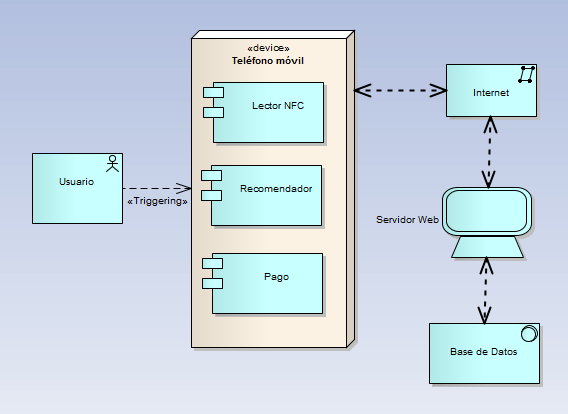 «device»
Teléfono móvil
Lector NFC
Internet
Usuario
Recomendador
«Triggering»
Servidor Web
Pago
Base de Datos